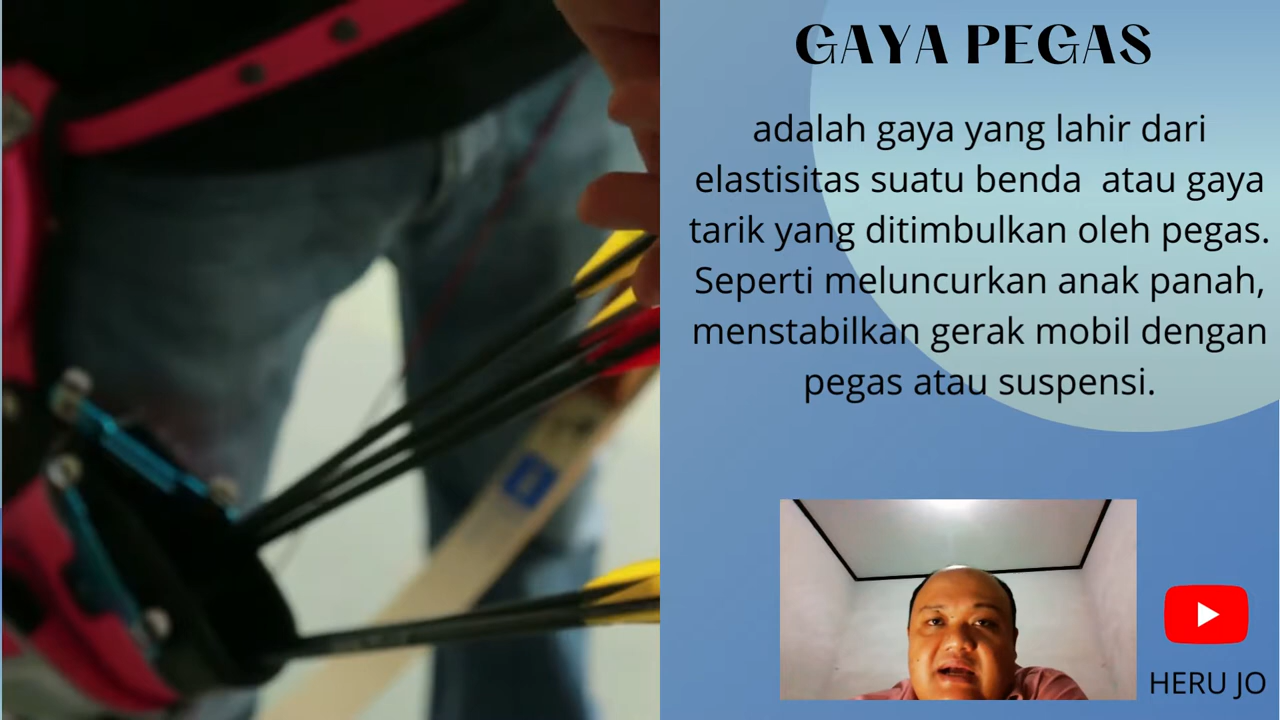 GAYA PEGAS
adalah gaya yang lahir dari
elastisitas suatu benda  atau gaya
tarik yang ditimbulkan oleh pegas.
Seperti meluncurkan anak panah,
menstabilkan gerak mobil dengan
pegas atau suspensi.
HERU JO